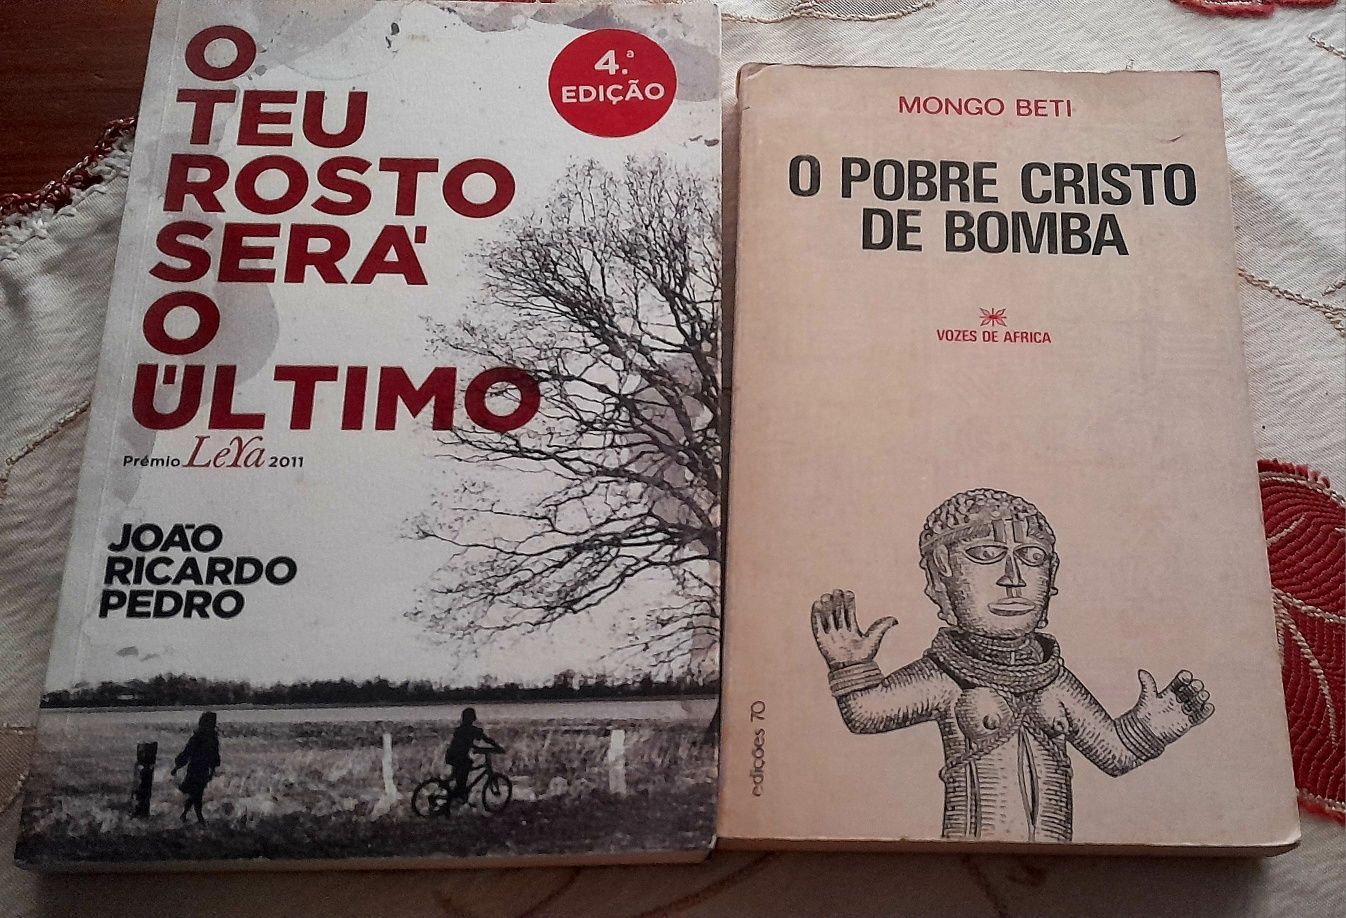 O
TEU
ROSTO
SERÁ
O
ÚLTIMO
Prémio LeYa 2011
JOÃO
RICARDO
PEDRO
4.ª
EDIÇÃO
MONGO BETI
O POBRE CRISTO
DE BOMBA
VOZES DE AFRICA
edições 70